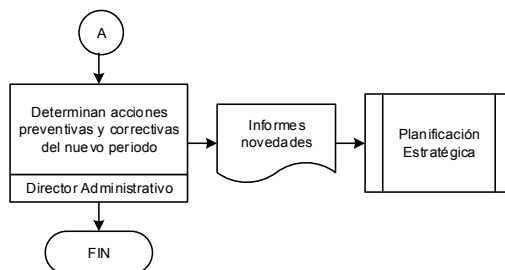 A
Determinan acciones
preventivas y correctivas
del nuevo periodo
Director Administrativo
Informes
novedades
Planificación
Estratégica
FIN